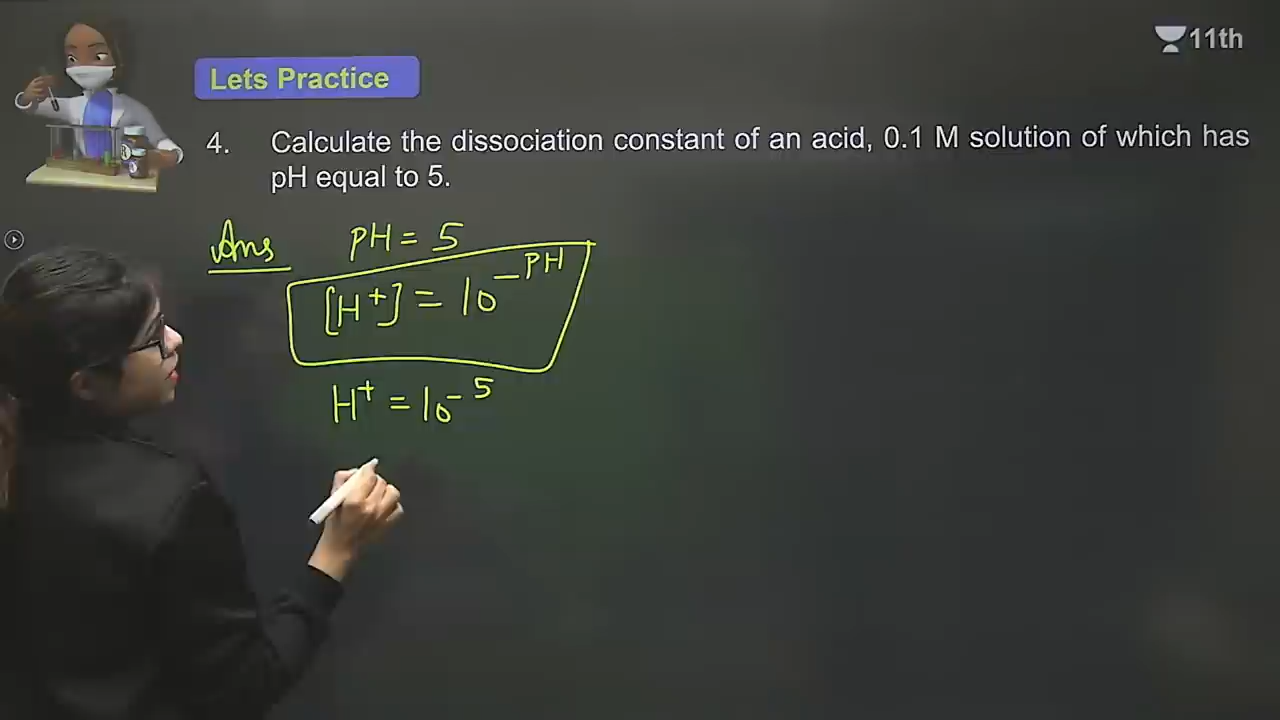 11th
Lets Practice
4. Calculate the dissociation constant of an acid, 0.1 M solution of which has
pH equal to 5.
Ans PH = 5
[H⁺] = 10⁻ᴾᴴ
H⁺ = 10⁻⁵